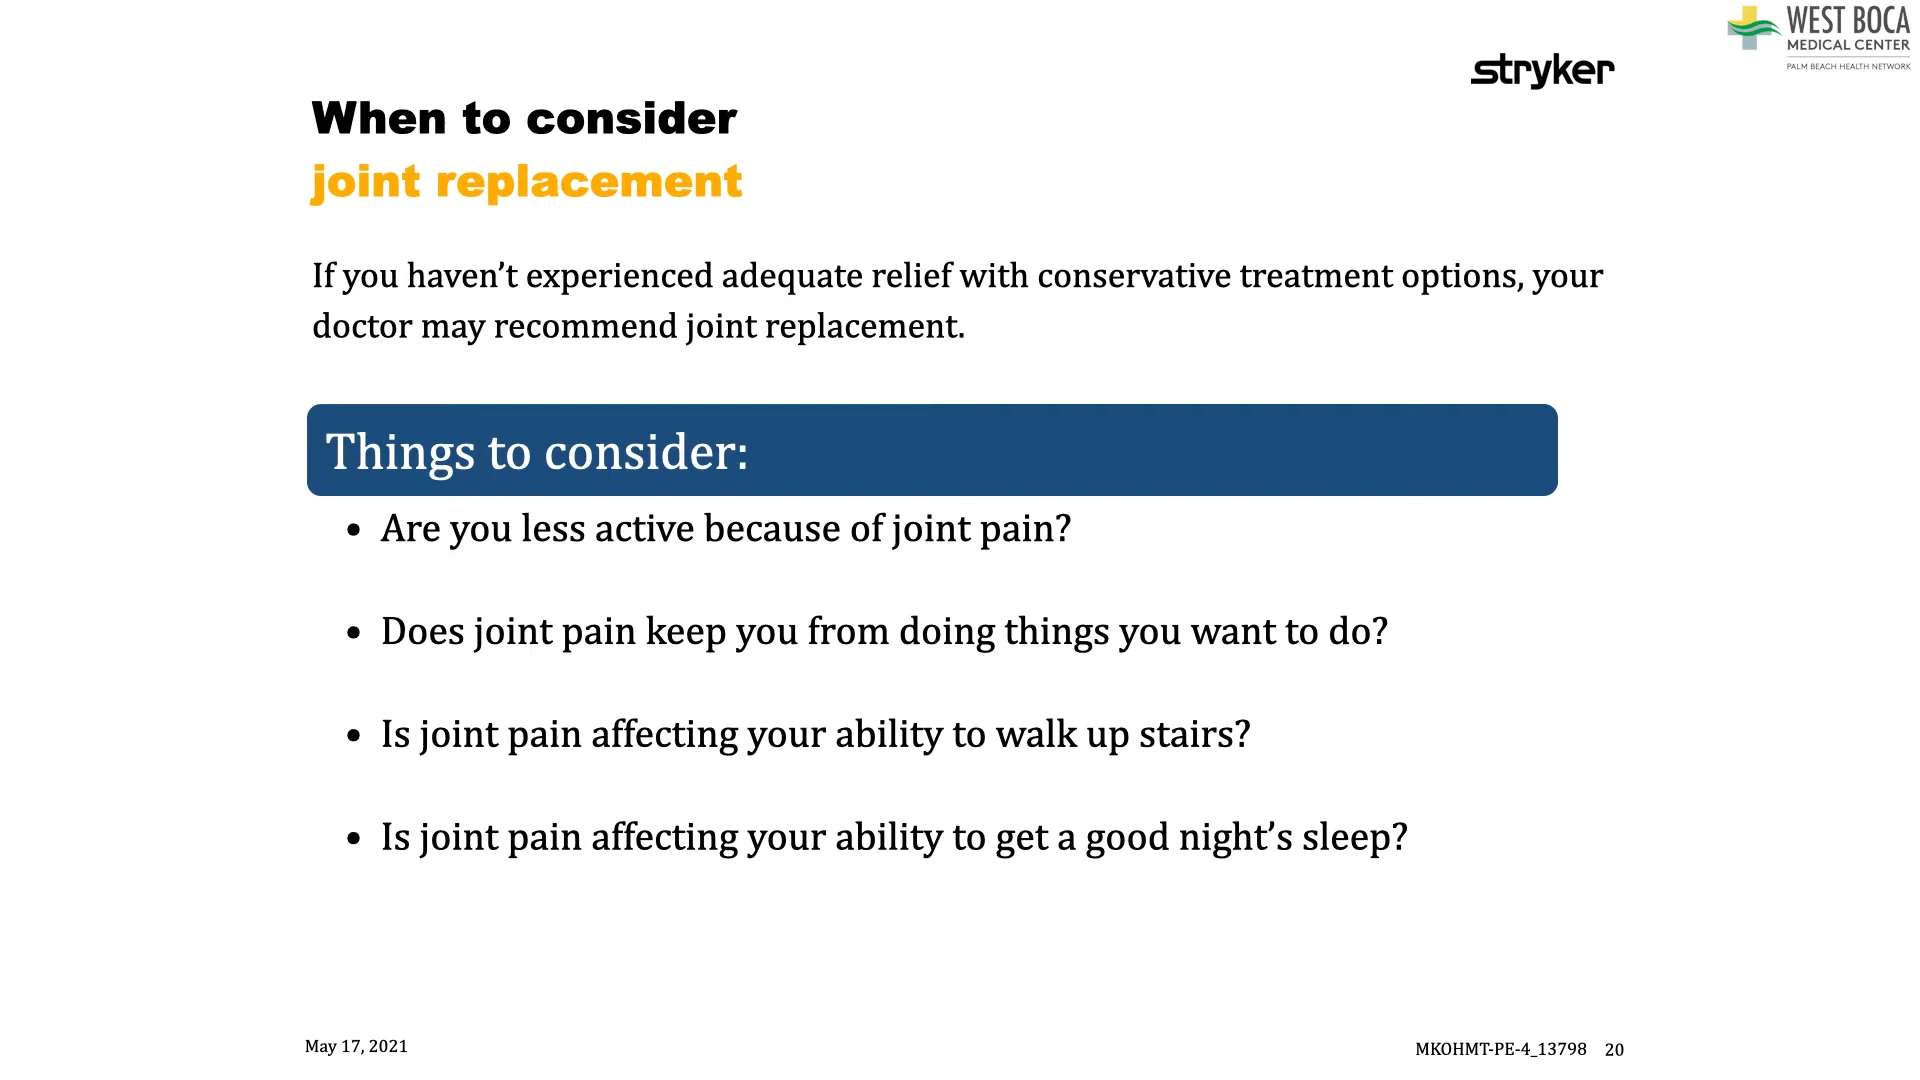 WEST BOCA
MEDICAL CENTER
PALM BEACH HEALTH NETWORK
stryker
When to consider
joint replacement
If you haven’t experienced adequate relief with conservative treatment options, your
doctor may recommend joint replacement.
Things to consider:
• Are you less active because of joint pain?
• Does joint pain keep you from doing things you want to do?
• Is joint pain affecting your ability to walk up stairs?
• Is joint pain affecting your ability to get a good night’s sleep?
May 17, 2021
MKOHMT-PE-4_13798 20